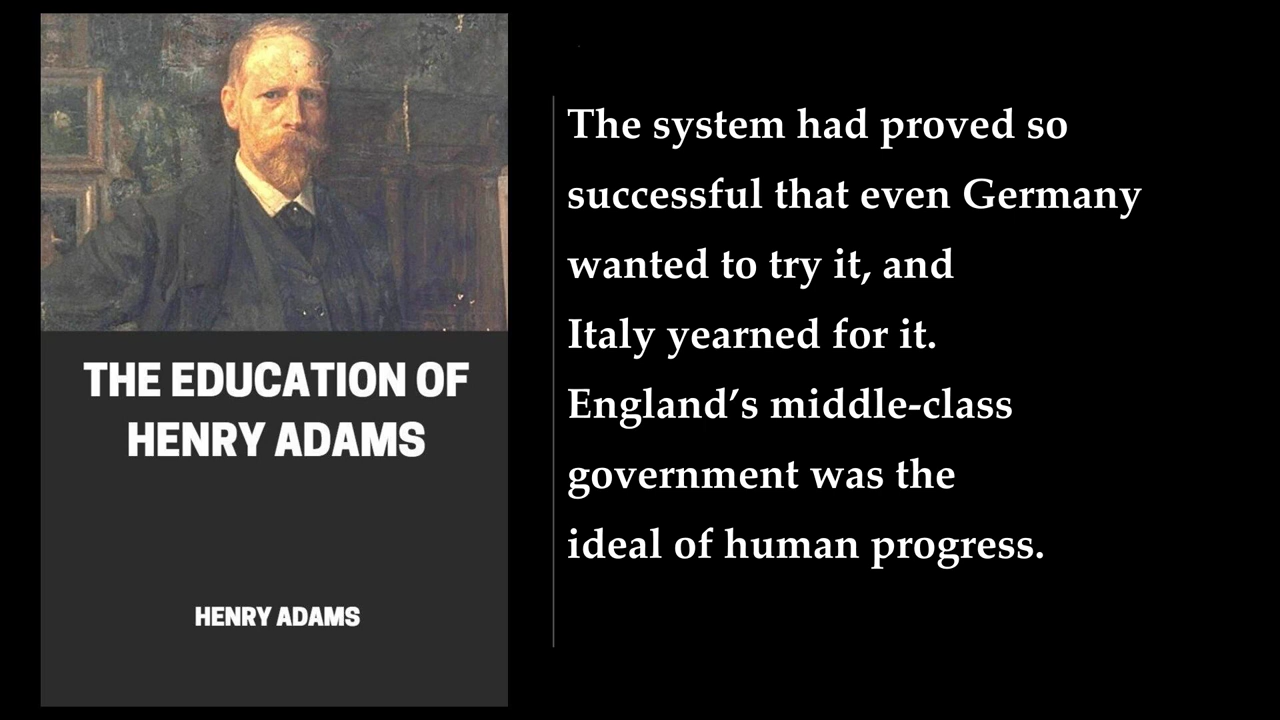 THE EDUCATION OF
HENRY ADAMS
HENRY ADAMS
The system had proved so
successful that even Germany
wanted to try it, and
Italy yearned for it.
England’s middle-class
government was the
ideal of human progress.